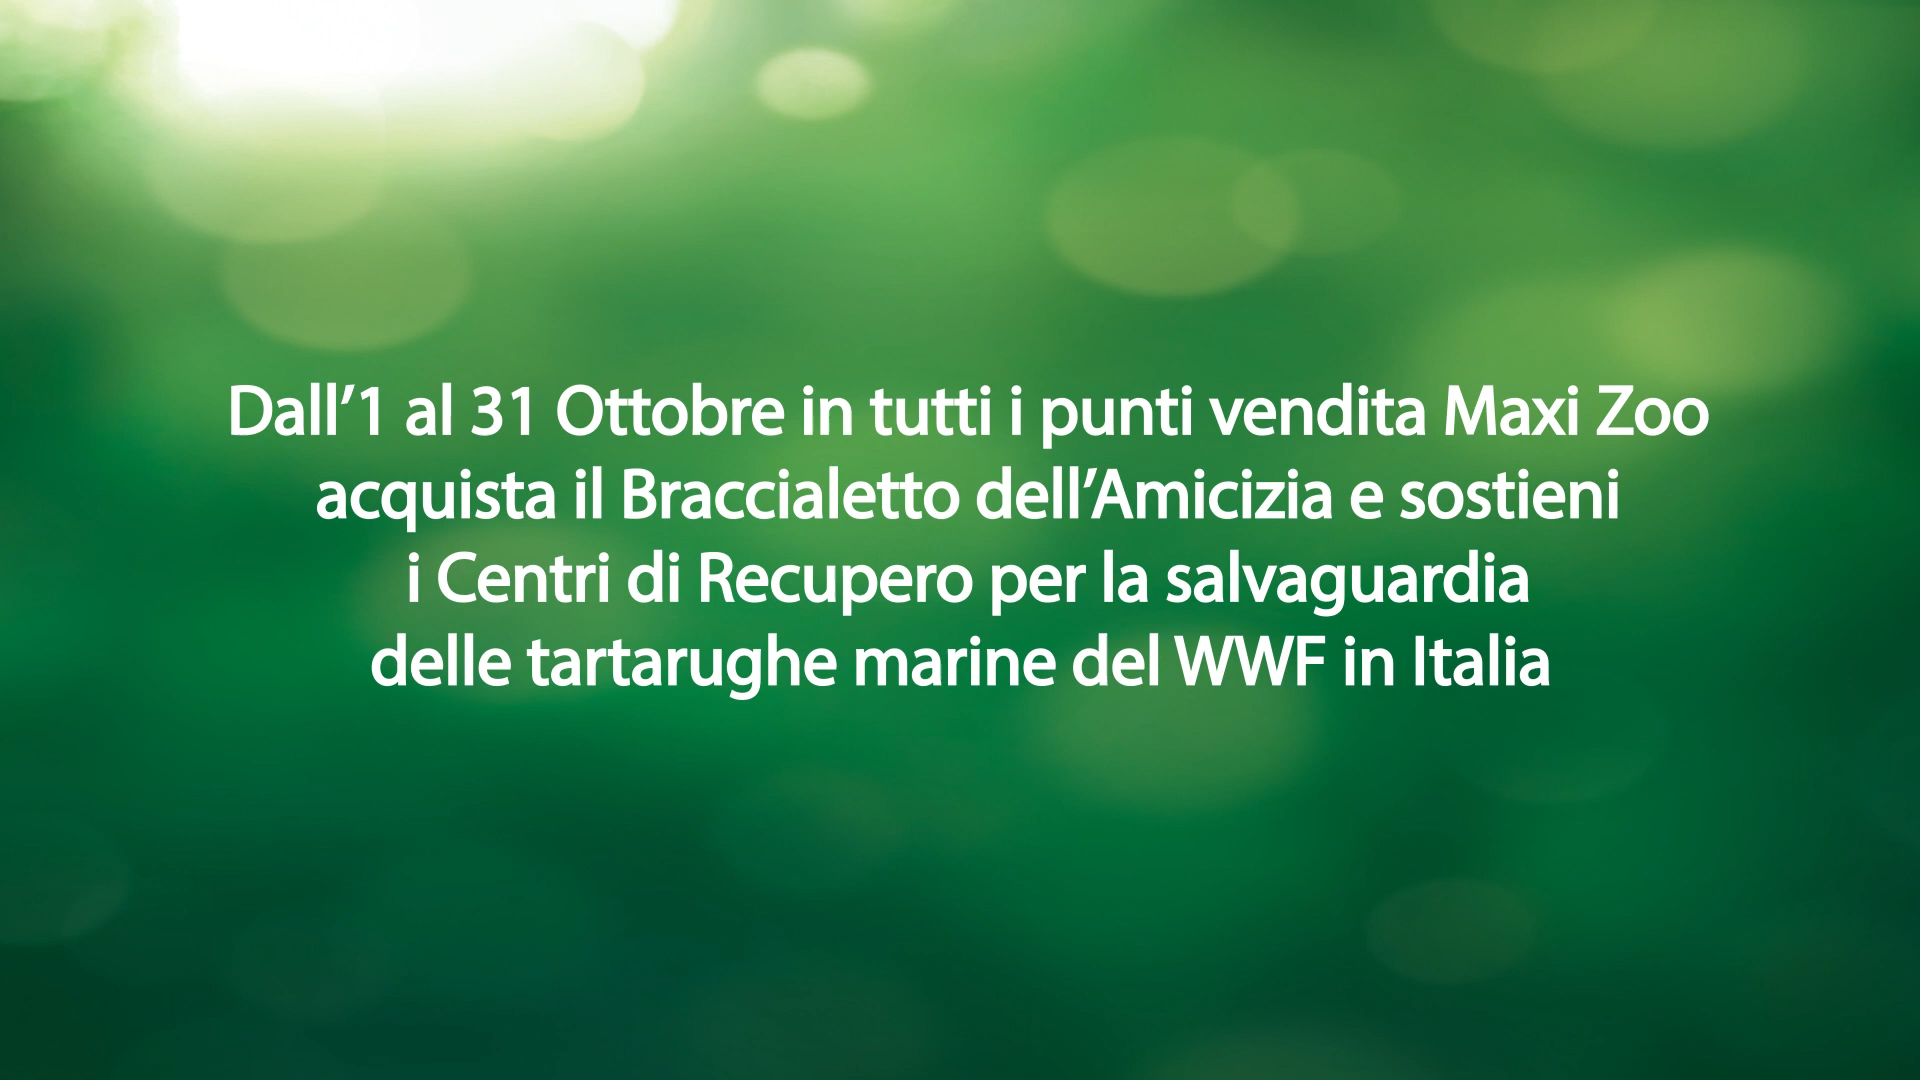 Dall’1 al 31 Ottobre in tutti i punti vendita Maxi Zoo
acquista il Braccialetto dell’Amicizia e sostieni
i Centri di Recupero per la salvaguardia
delle tartarughe marine del WWF in Italia